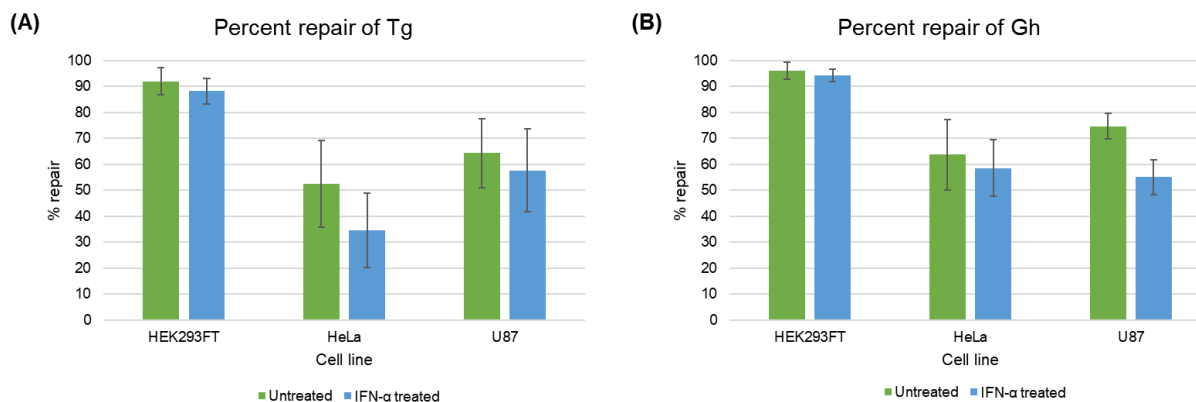 (A)
Percent repair of Tg
100
90
80
70
60
50
40
30
20
10
0
% repair
HEK293FT HeLa U87
Cell line
Untreated IFN-α treated
(B)
Percent repair of Gh
100
90
80
70
60
50
40
30
20
10
0
% repair
HEK293FT HeLa U87
Cell line
Untreated IFN-α treated